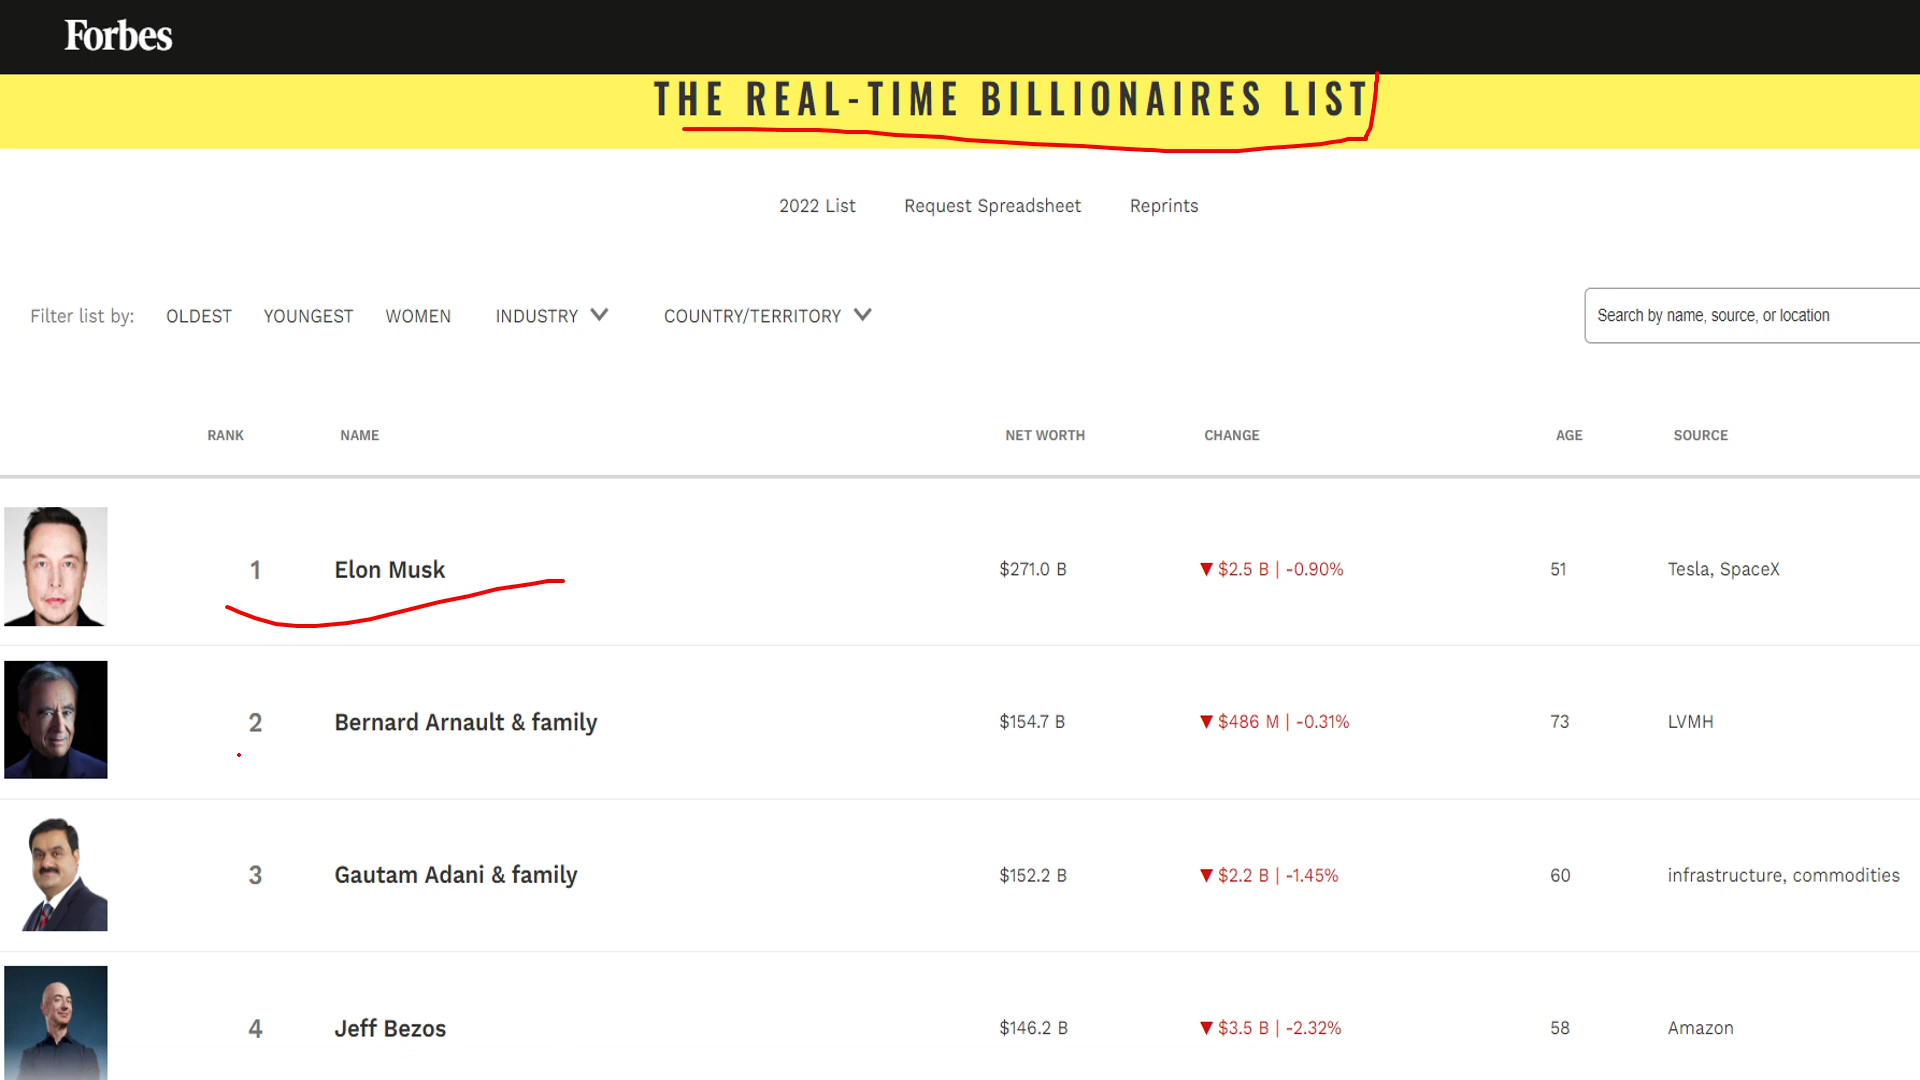 Forbes
THE REAL-TIME BILLIONAIRES LIST
2022 List Request Spreadsheet Reprints
Filter list by: OLDEST YOUNGEST WOMEN INDUSTRY COUNTRY/TERRITORY
Search by name, source, or location
RANK NAME NET WORTH CHANGE AGE SOURCE
1 Elon Musk $271.0 B ▼ $2.5 B | -0.90% 51 Tesla, SpaceX
2 Bernard Arnault & family $154.7 B ▼ $486 M | -0.31% 73 LVMH
3 Gautam Adani & family $152.2 B ▼ $2.2 B | -1.45% 60 infrastructure, commodities
4 Jeff Bezos $146.2 B ▼ $3.5 B | -2.32% 58 Amazon